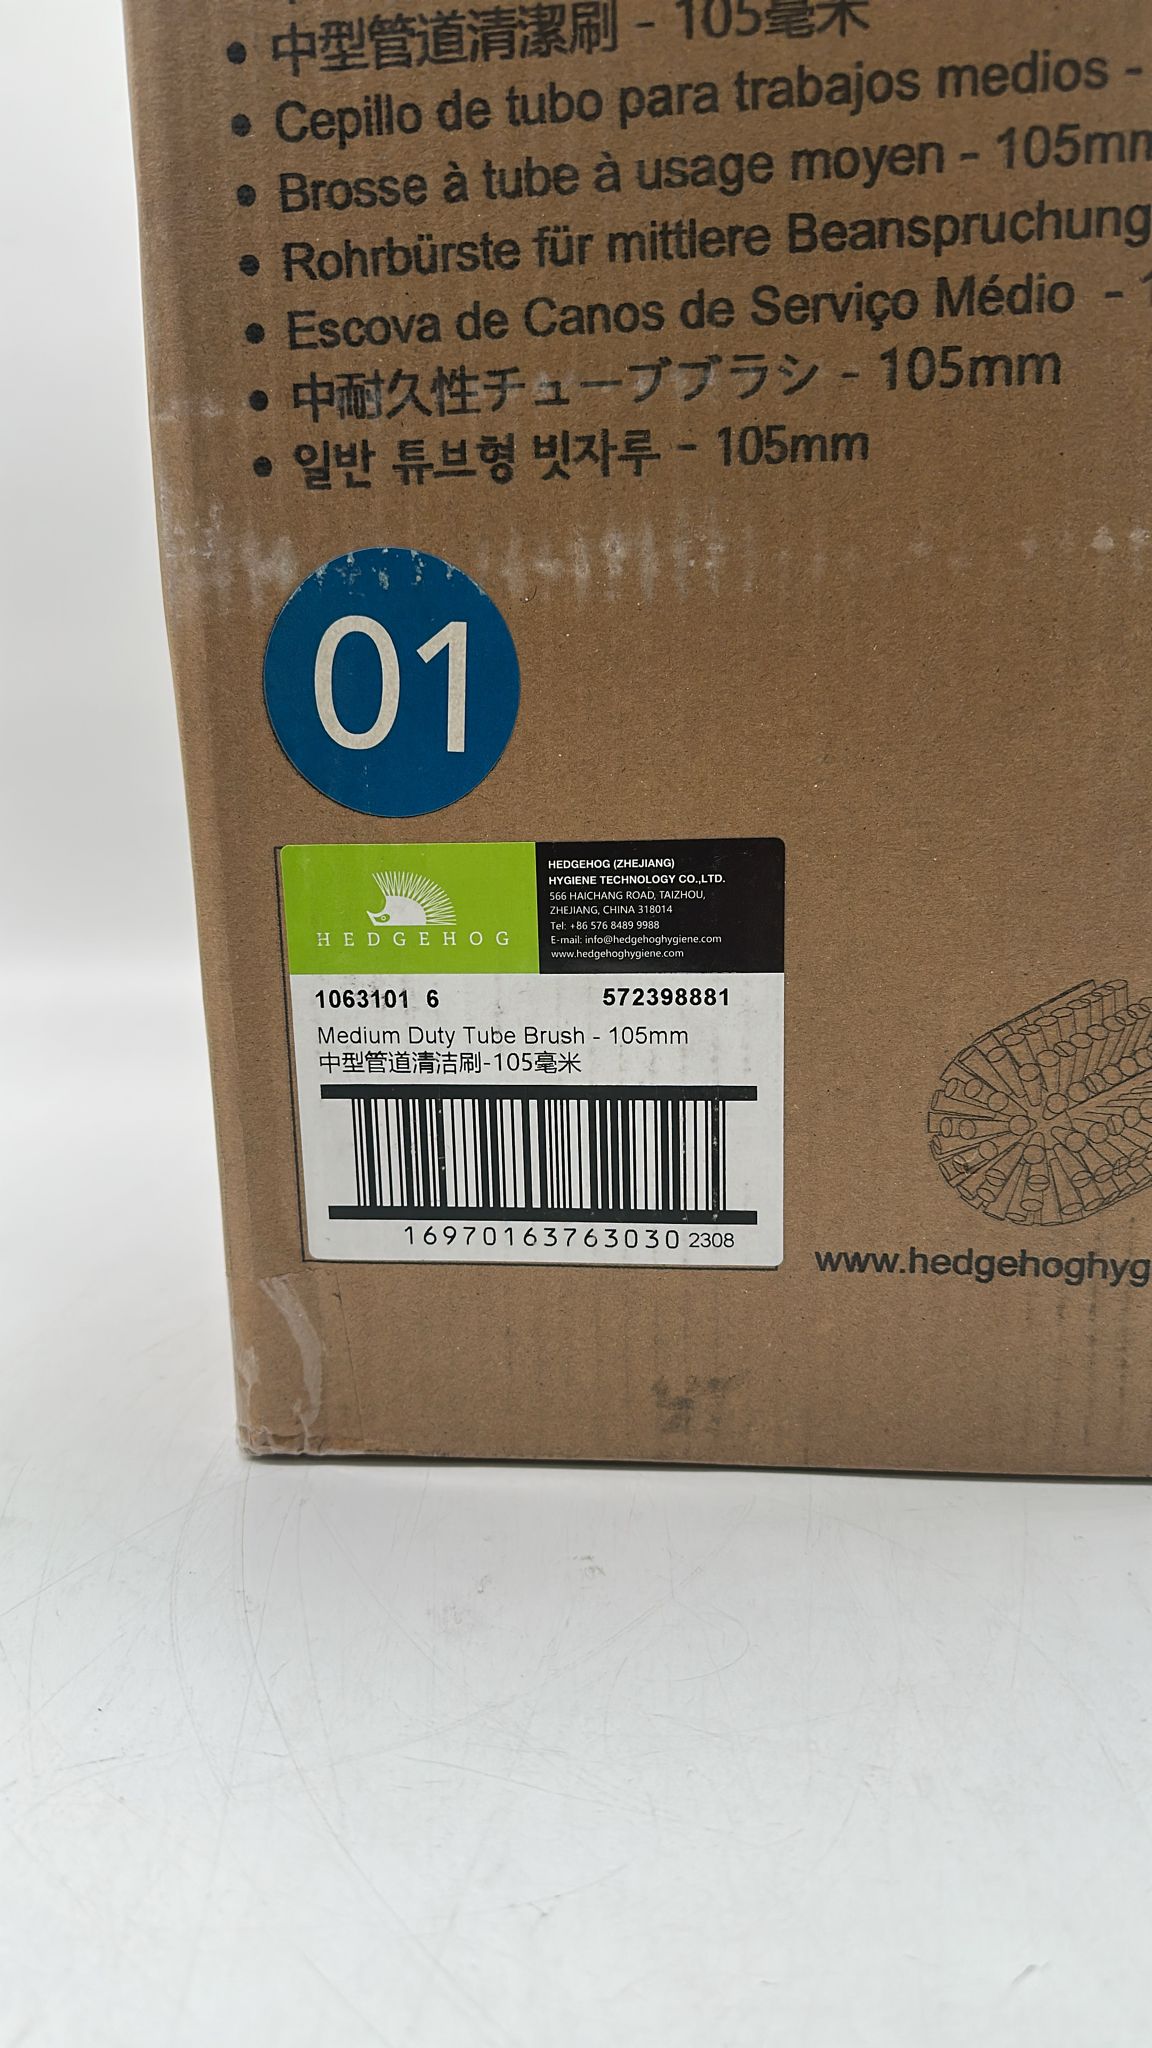 • 中型管道清潔刷 - 105毫米
• Cepillo de tubo para trabajos medios -
• Brosse à tube à usage moyen - 105mm
• Rohrbürste für mittlere Beanspruchung
• Escova de Canos de Serviço Médio - 1
• 中耐久性チューブブラシ - 105mm
• 일반 튜브형 빗자루 - 105mm
01
HEDGEHOG
HEDGEHOG (ZHEJIANG)
HYGIENE TECHNOLOGY CO.,LTD.
566 HAICHANG ROAD, TAIZHOU,
ZHEJIANG, CHINA 318014
Tel: +86 576 8489 9988
E-mail: info@hedgehoghygiene.com
www.hedgehoghygiene.com
1063101 6 572398881
Medium Duty Tube Brush - 105mm
中型管道清洁刷-105毫米
16970163763030 2308
www.hedgehoghyg